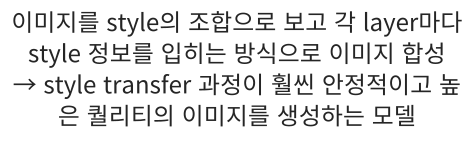 이미지를 style의 조합으로 보고 각 layer마다
style 정보를 입히는 방식으로 이미지 합성
→ style transfer 과정이 훨씬 안정적이고 높
은 퀄리티의 이미지를 생성하는 모델